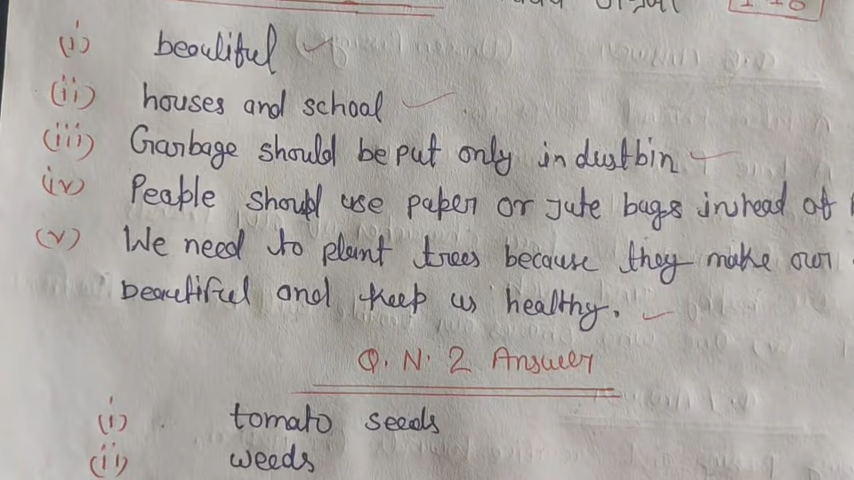 (i) beautiful
(ii) houses and school
(iii) Garbage should be put only in dustbin
(iv) People should use paper or jute bags instead of
(v) We need to plant trees because they make our
beautiful and keep us healthy.
Q. N. 2 Answer
(i) tomato seeds
(ii) weeds